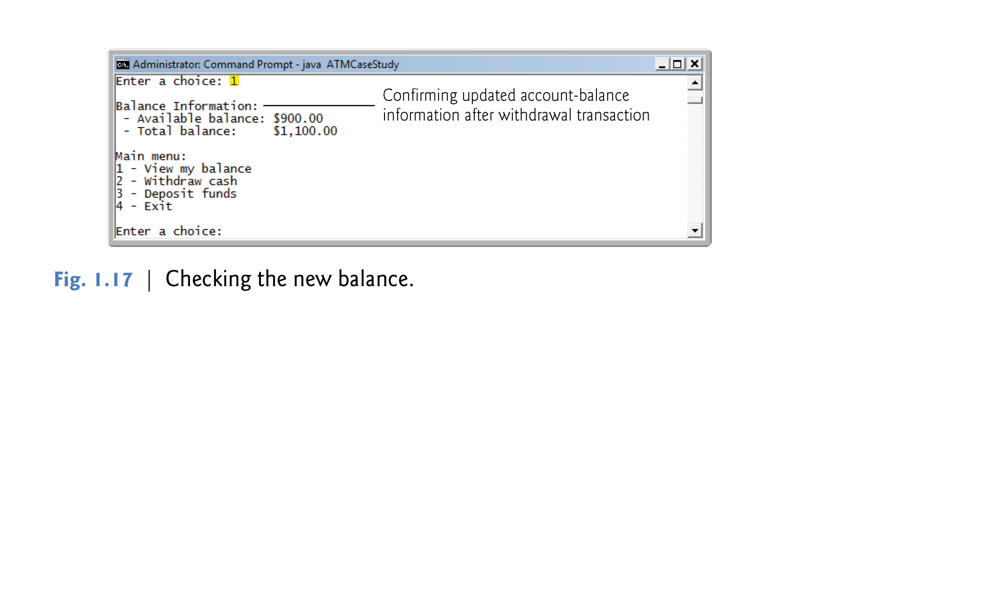 Administrator: Command Prompt - java ATMCaseStudy
Enter a choice: 1
Confirming updated account-balance
information after withdrawal transaction
Balance Information:
- Available balance: $900.00
- Total balance: $1,100.00
Main menu:
1 - View my balance
2 - Withdraw cash
3 - Deposit funds
4 - Exit
Enter a choice:
Fig. 1.17 | Checking the new balance.